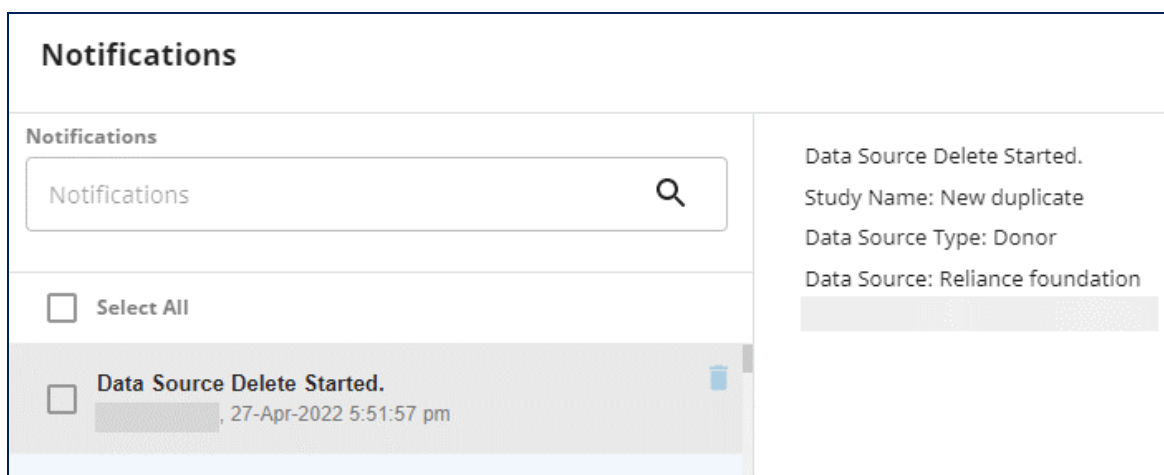 Notifications
Notifications
Notifications
Select All
Data Source Delete Started.
, 27-Apr-2022 5:51:57 pm
Data Source Delete Started.
Study Name: New duplicate
Data Source Type: Donor
Data Source: Reliance foundation